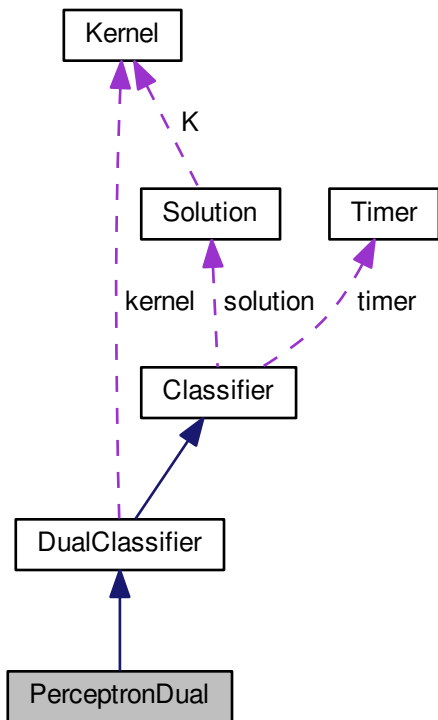 Kernel
K
Solution
Timer
kernel
solution
timer
Classifier
DualClassifier
PerceptronDual